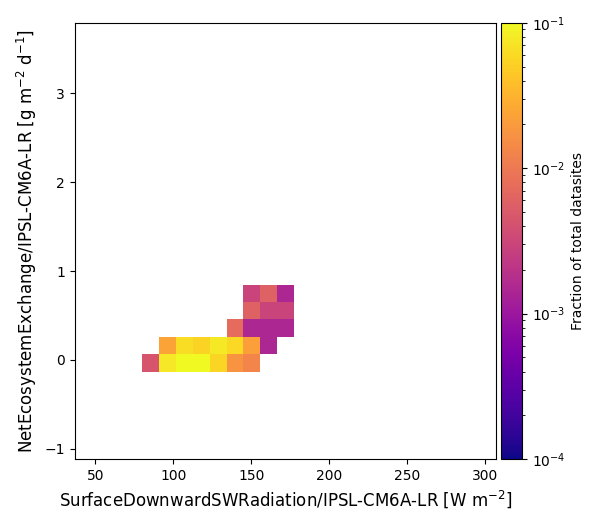 NetEcosystemExchange/IPSL-CM6A-LR [g m⁻² d⁻¹]
3
2
1
0
−1
50 100 150 200 250 300
SurfaceDownwardSWRadiation/IPSL-CM6A-LR [W m⁻²]
10⁻¹
10⁻²
10⁻³
10⁻⁴
Fraction of total datasites